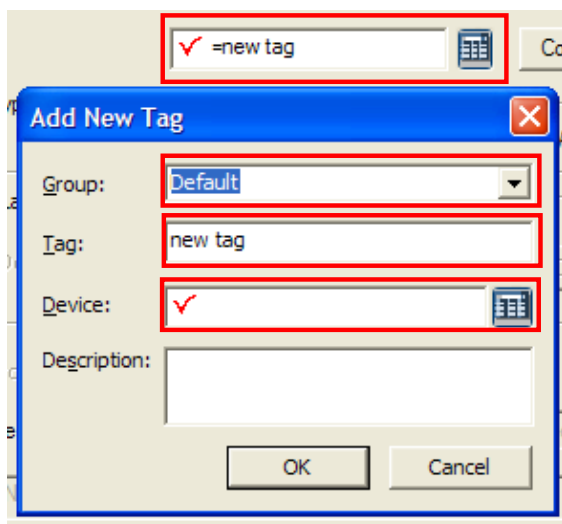 =new tag
Co
Add New Tag
Group:
Default
Tag:
new tag
Device:
Description:
OK
Cancel